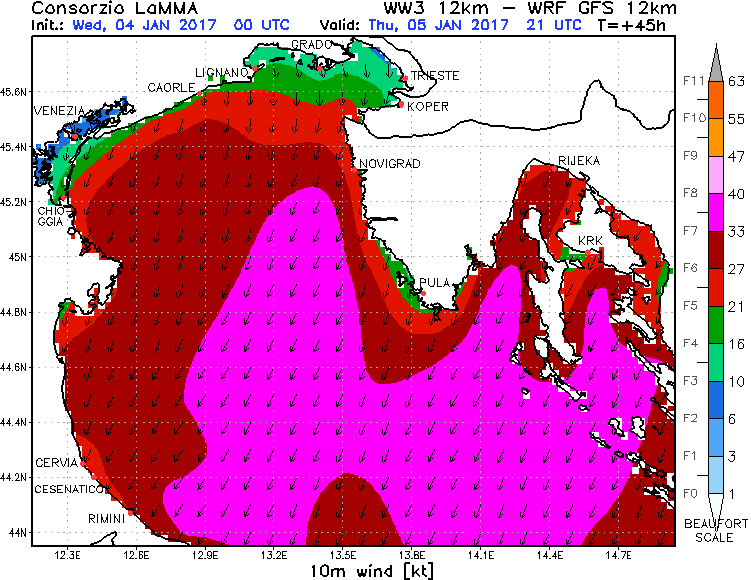 Consorzio LaMMA WW3 12km – WRF GFS 12km
Init.: Wed, 04 JAN 2017 00 UTC Valid: Thu, 05 JAN 2017 21 UTC T=+45h
GRADO
LIGNANO
TRIESTE
CAORLE
KOPER
VENEZIA
NOVIGRAD
RIJEKA
CHIO-
GGIA
KRK
PULA
CERVIA
CESENATICO
RIMINI
45.6N
45.4N
45.2N
45N
44.8N
44.6N
44.4N
44.2N
44N
12.3E 12.6E 12.9E 13.2E 13.5E 13.8E 14.1E 14.4E 14.7E
10m wind [kt]
F11 63
F10 55
F9 47
F8 40
F7 33
F6 27
F5 21
F4 16
F3 10
F2 6
F1 3
F0 1
BEAUFORT
SCALE